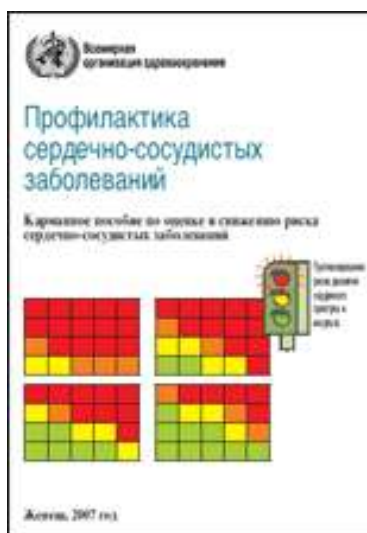 Всемирная
организация здравоохранения
Профилактика
сердечно-сосудистых
заболеваний
Карманное пособие по оценке и снижению риска
сердечно-сосудистых заболеваний
Женева, 2007 год